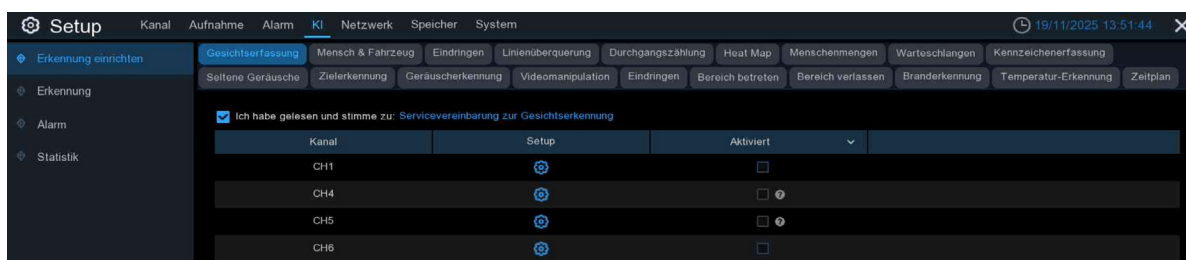 Setup Kanal Aufnahme Alarm KI Netzwerk Speicher System 19/11/2025 13:51:44
Erkennung einrichten
Erkennung
Alarm
Statistik
Gesichtserfassung Mensch & Fahrzeug Eindringen Linienüberquerung Durchgangszählung Heat Map Menschenmengen Warteschlangen Kennzeichenerfassung
Seltene Geräusche Zielerkennung Geräuscherkennung Videomanipulation Eindringen Bereich betreten Bereich verlassen Branderkennung Temperatur-Erkennung Zeitplan
Ich habe gelesen und stimme zu: Servicevereinbarung zur Gesichtserkennung
Kanal Setup Aktiviert
CH1
CH4 ?
CH5 ?
CH6